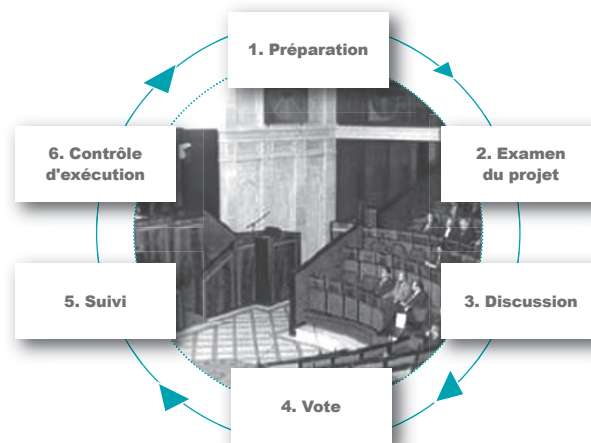 1. Préparation
2. Examen
du projet
3. Discussion
4. Vote
5. Suivi
6. Contrôle
d'exécution